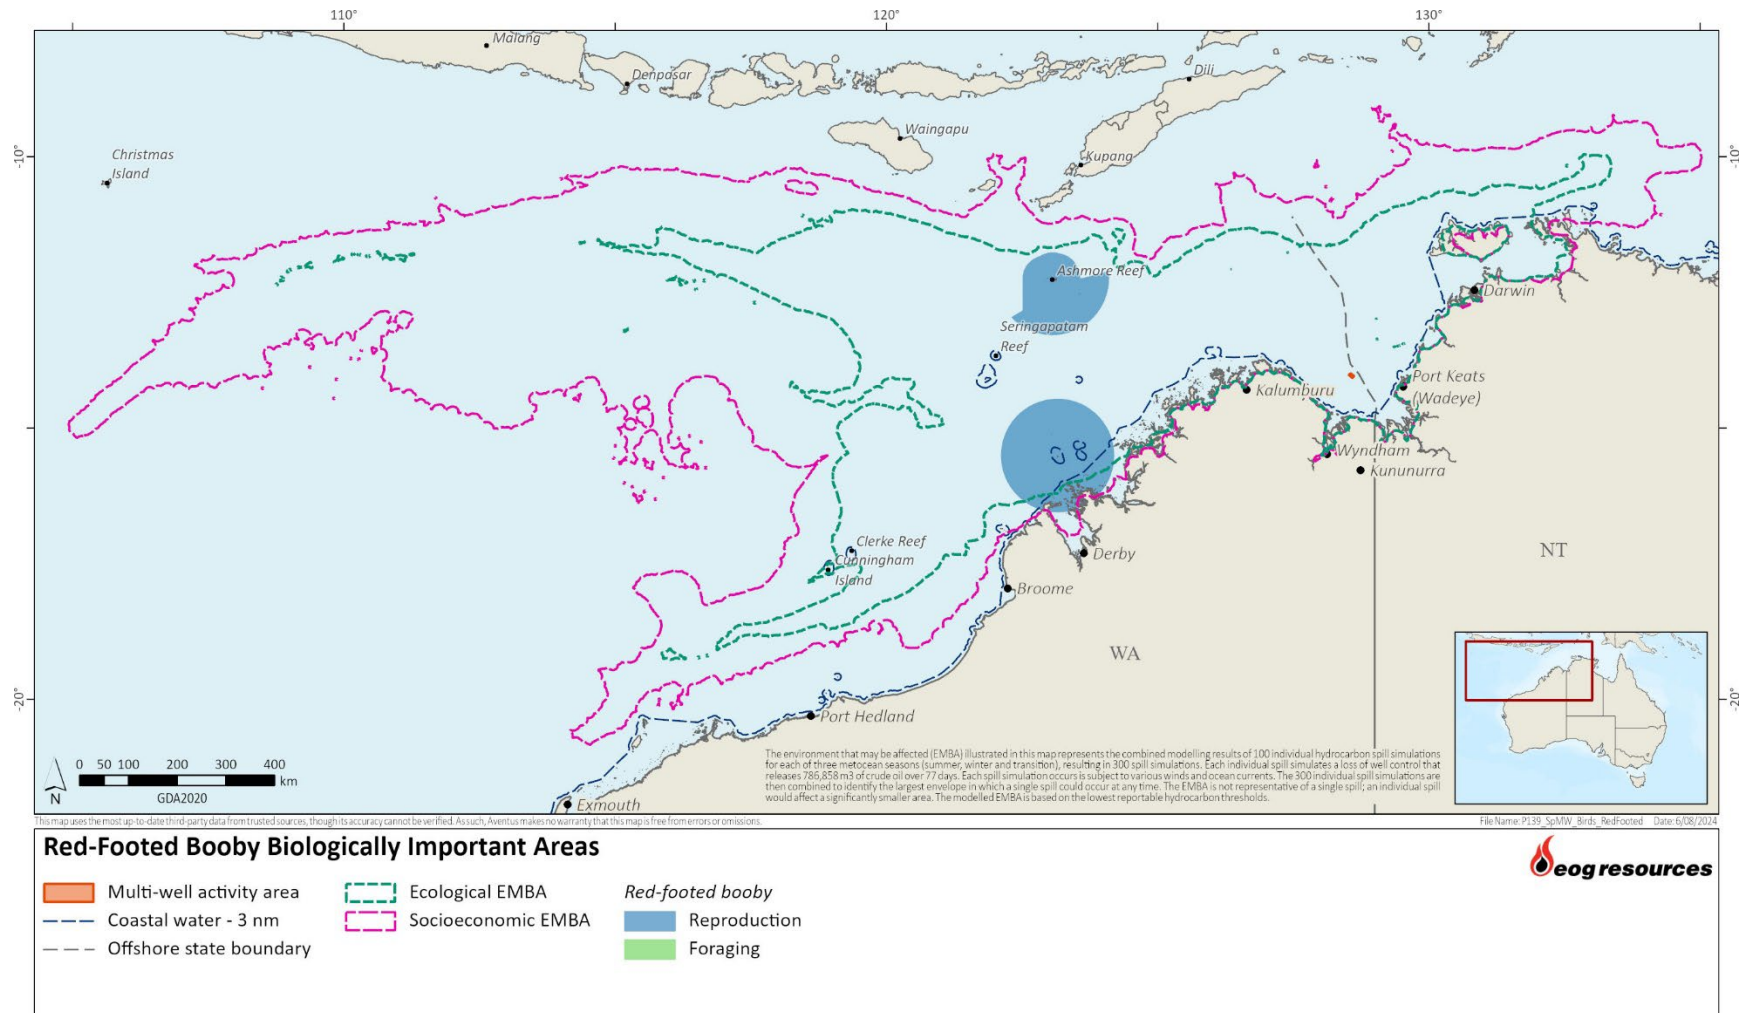 110°
120°
130°
Malang
Denpasar
Dili
Waingapu
Christmas
Island
Kupang
-10°
-10°
Ashmore Reef
Darwin
Seringapatam
Reef
Port Keats
(Wadeye)
Kalumburu
Wyndham
Kununurra
Clerke Reef
Cunningham
Island
Derby
NT
Broome
WA
-20°
-20°
Port Hedland
The environment that may be affected (EMBA) illustrated in this map represents the combined modelling results of 100 individual hydrocarbon spill simulations
for each of three metocean seasons (summer, winter and transition), resulting in 300 spill simulations. Each individual spill simulates a loss of well control that
releases 786,858 m3 of crude oil over 77 days. Each spill simulation occurs is subject to various winds and ocean currents. The 300 individual spill simulations are
then combined to identify the largest envelope in which a single spill could occur at any time. The EMBA is not representative of a single spill; an individual spill
would affect a significantly smaller area. The modelled EMBA is based on the lowest reportable hydrocarbon thresholds.
0 50 100 200 300 400
km
N
GDA2020
Exmouth
This map uses the most up-to-date third-party data from trusted sources, though its accuracy cannot be verified. As such, Aventus makes no warranty that this map is free from errors or omissions.
File Name: P139_SpMW_Birds_RedFooted Date: 6/08/2024
Red-Footed Booby Biologically Important Areas
eog resources
Multi-well activity area
Ecological EMBA
Red-footed booby
Coastal water - 3 nm
Socioeconomic EMBA
Reproduction
Offshore state boundary
Foraging